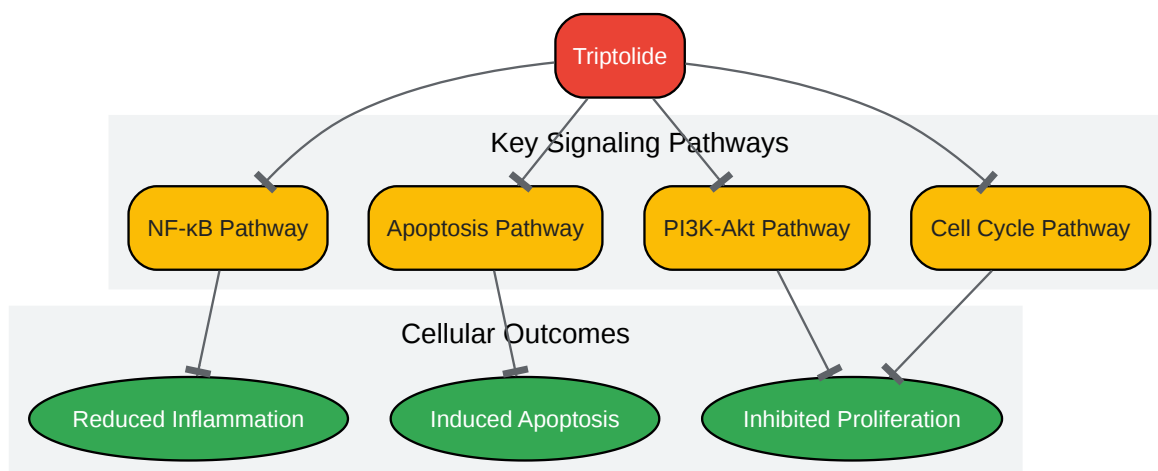 Triptolide
Key Signaling Pathways
NF-κB Pathway
Apoptosis Pathway
PI3K-Akt Pathway
Cell Cycle Pathway
Cellular Outcomes
Reduced Inflammation
Induced Apoptosis
Inhibited Proliferation